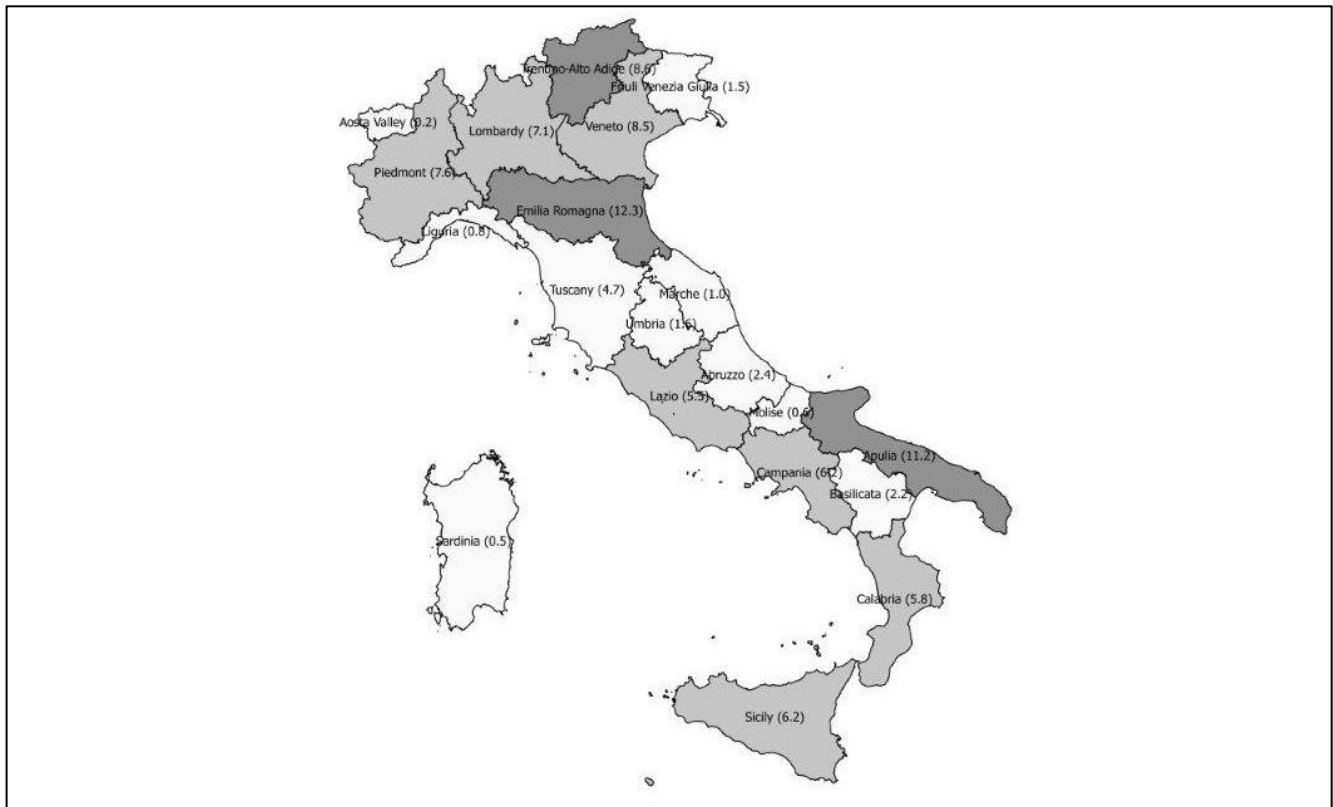 Trentino-Alto Adige (8.6)
Friuli Venezia Giulia (1.5)
Aosta Valley (0.2)
Lombardy (7.1)
Veneto (8.5)
Piedmont (7.6)
Emilia Romagna (12.3)
Liguria (0.8)
Tuscany (4.7)
Marche (1.0)
Umbria (1.6)
Abruzzo (2.4)
Lazio (5.5)
Molise (0.6)
Apulia (11.2)
Campania (6.2)
Basilicata (2.2)
Sardinia (0.5)
Calabria (5.8)
Sicily (6.2)